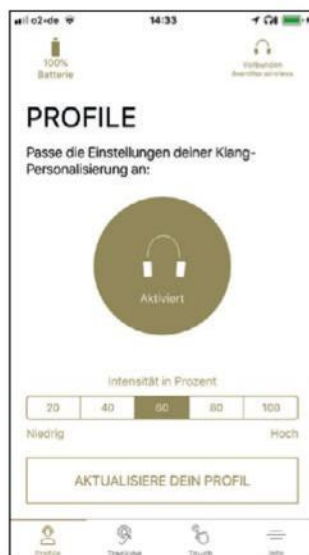 o2-de 14:33
100%
Batterie
Verbunden
PROFILE
Passe die Einstellungen deiner Klang-
Personalisierung an:
Aktiviert
Intensität in Prozent
20 40 60 80 100
Niedrig Hoch
AKTUALISIERE DEIN PROFIL
Profile Touch Info